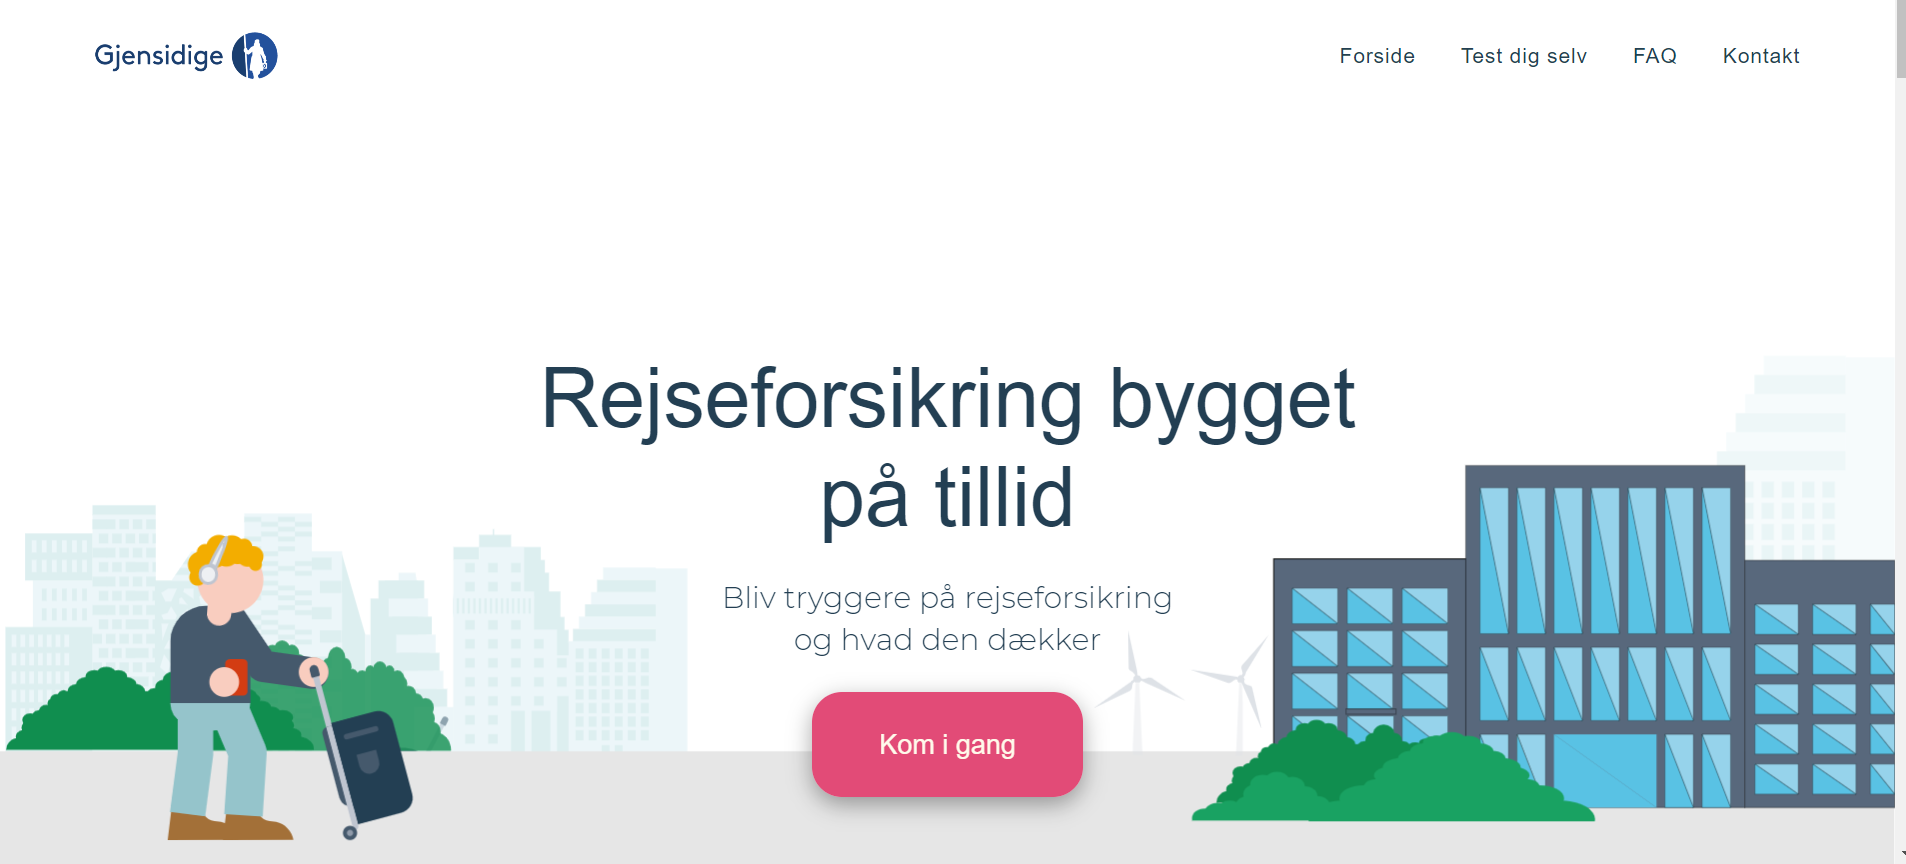 Gjensidige
Forside
Test dig selv
FAQ
Kontakt
Rejseforsikring bygget
på tillid
Bliv tryggere på rejseforsikring
og hvad den dækker
Kom i gang